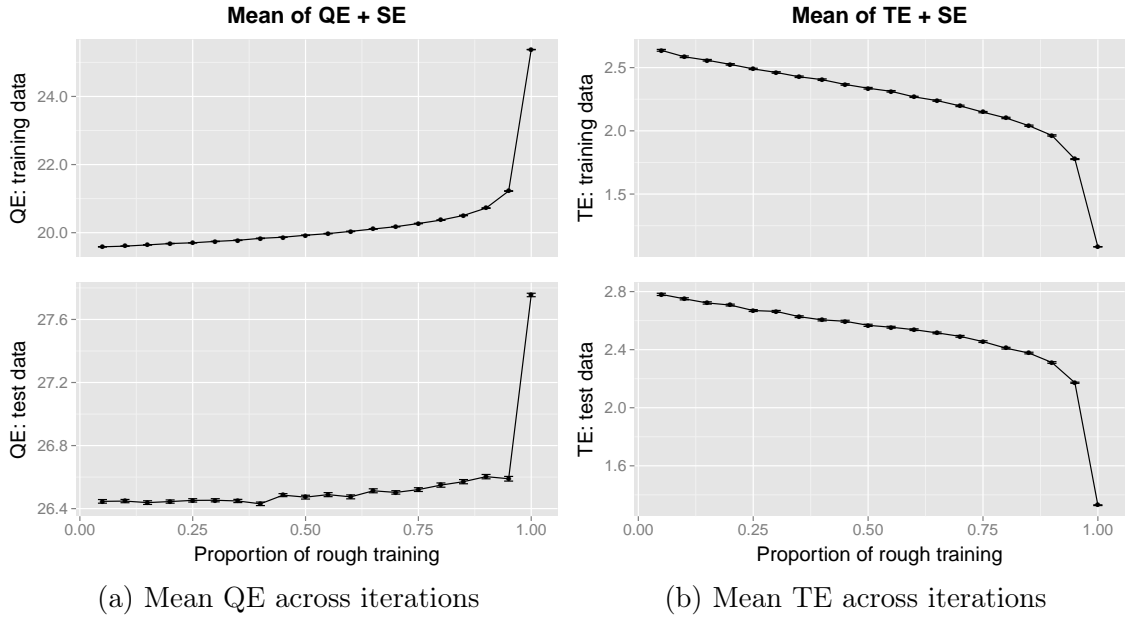 Mean of QE + SE
QE: training data
24.0
22.0
20.0
QE: test data
27.6
27.2
26.8
26.4
0.00 0.25 0.50 0.75 1.00
Proportion of rough training
(a) Mean QE across iterations
Mean of TE + SE
TE: training data
2.5
2.0
1.5
TE: test data
2.8
2.4
2.0
1.6
0.00 0.25 0.50 0.75 1.00
Proportion of rough training
(b) Mean TE across iterations